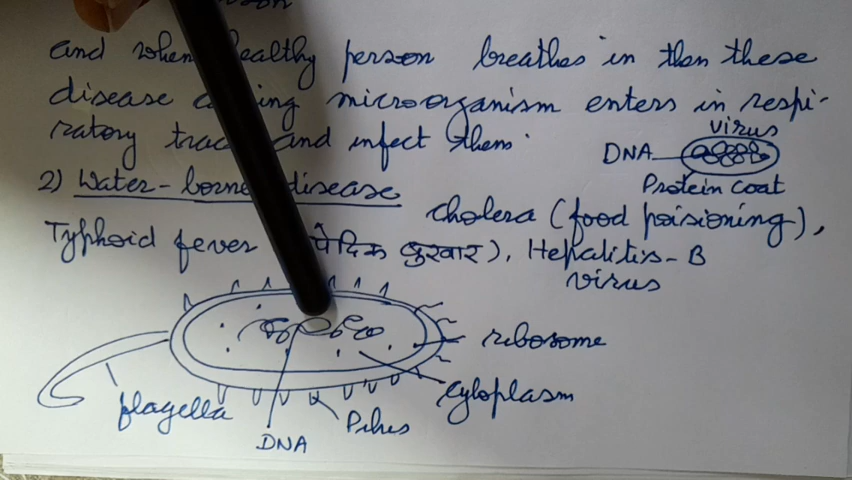 and when healthy person breathes in then these
disease causing microorganism enters in respi-
ratory tract and infect them.
virus
DNA
Protein coat
2) Water-borne disease
cholera (food poisioning),
Typhoid fever बुखार), Hepatitis-B
virus
ribosome
cytoplasm
flagella
Pilus
DNA